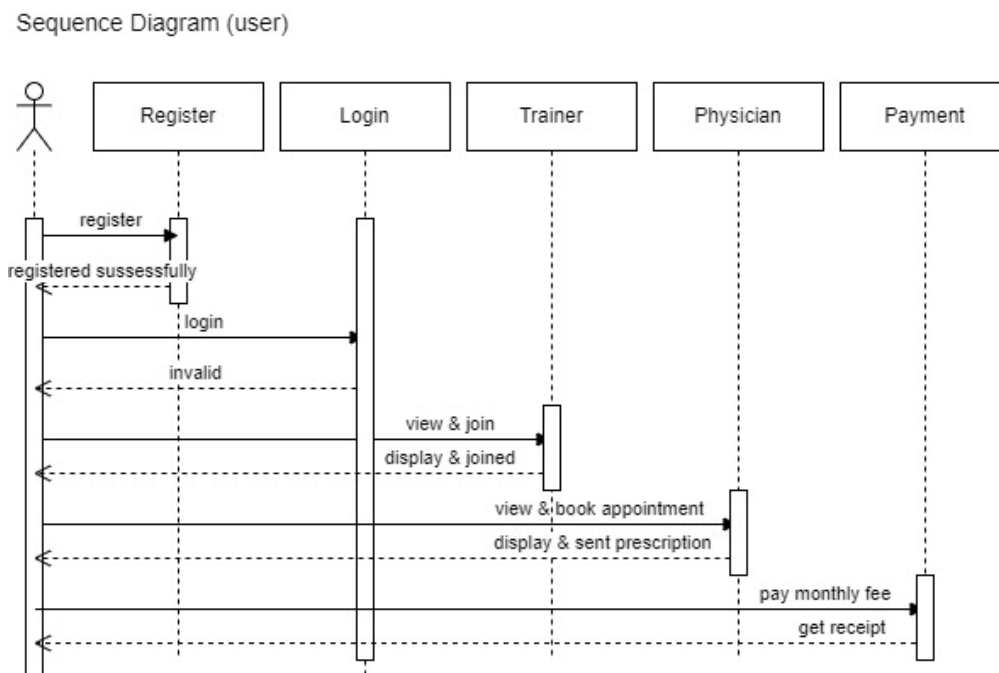 Sequence Diagram (user)
Register
Login
Trainer
Physician
Payment
register
registered sussessfully
login
invalid
view & join
display & joined
view & book appointment
display & sent prescription
pay monthly fee
get receipt